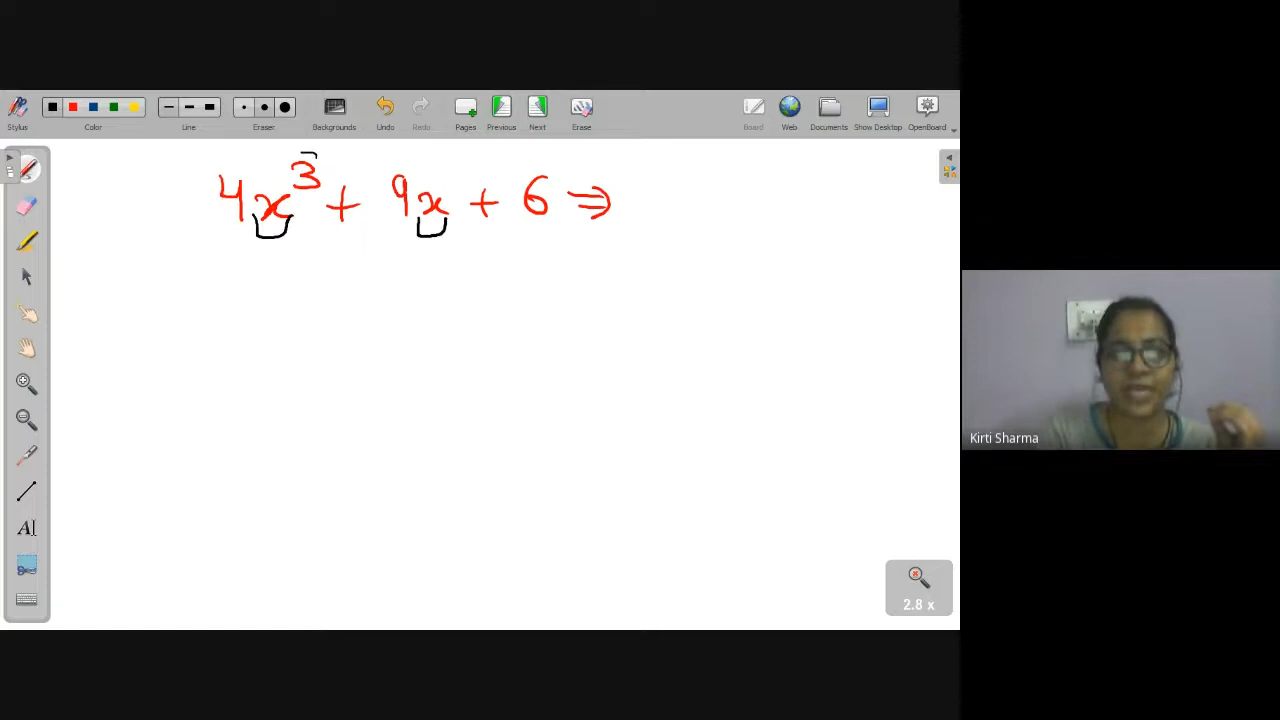 Stylus
Color
Line
Eraser
Backgrounds
Undo
Redo
Pages
Previous
Next
Erase
Board
Web
Documents
Show Desktop
OpenBoard
4x³ + 9x + 6 ⇒
A
Kirti Sharma
2.8 x